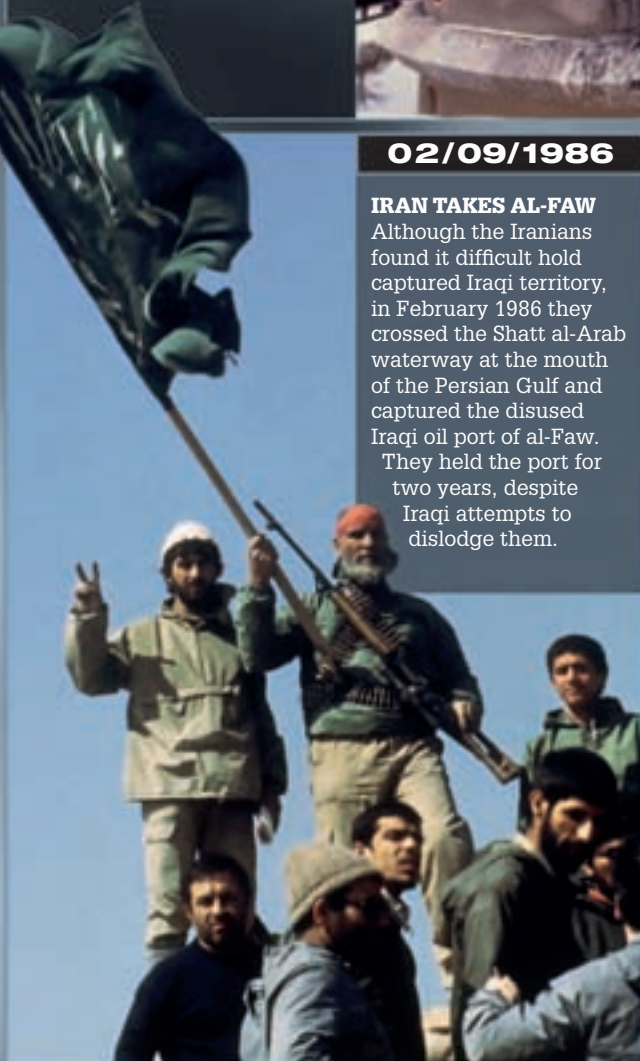 02/09/1986
IRAN TAKES AL-FAW
Although the Iranians
found it difficult hold
captured Iraqi territory,
in February 1986 they
crossed the Shatt al-Arab
waterway at the mouth
of the Persian Gulf and
captured the disused
Iraqi oil port of al-Faw.
They held the port for
two years, despite
Iraqi attempts to
dislodge them.